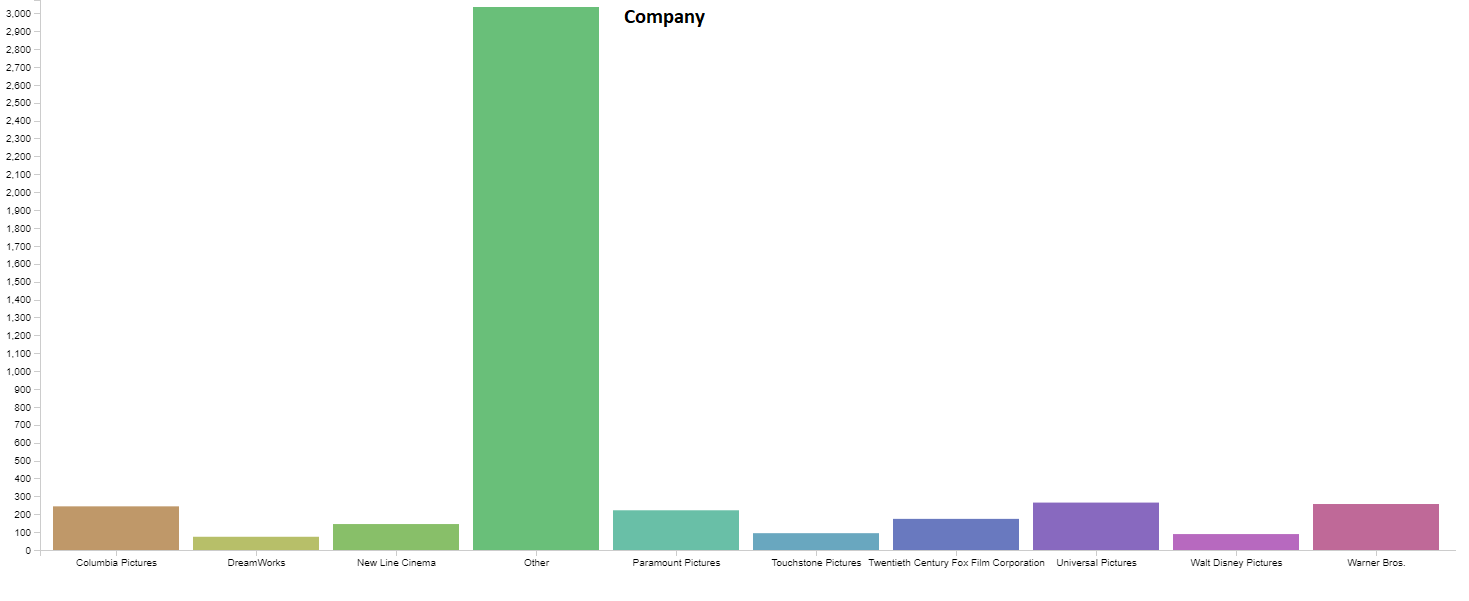 Company
3,000
2,900
2,800
2,700
2,600
2,500
2,400
2,300
2,200
2,100
2,000
1,900
1,800
1,700
1,600
1,500
1,400
1,300
1,200
1,100
1,000
900
800
700
600
500
400
300
200
100
0
Columbia Pictures
DreamWorks
New Line Cinema
Other
Paramount Pictures
Touchstone Pictures
Twentieth Century Fox Film Corporation
Universal Pictures
Walt Disney Pictures
Warner Bros.